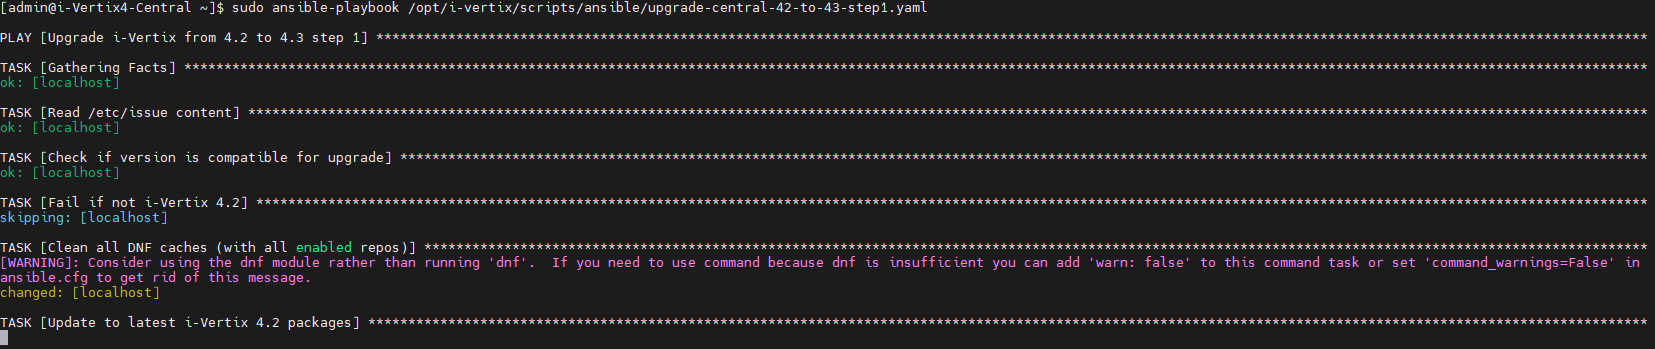 [admin@i-Vertix4-Central ~]$ sudo ansible-playbook /opt/i-vertix/scripts/ansible/upgrade-central-42-to-43-step1.yaml
PLAY [Upgrade i-Vertix from 4.2 to 4.3 step 1] ***************************************************************************************************************************************************************
TASK [Gathering Facts] ***************************************************************************************************************************************************************************************
ok: [localhost]
TASK [Read /etc/issue content] *******************************************************************************************************************************************************************************
ok: [localhost]
TASK [Check if version is compatible for upgrade] ************************************************************************************************************************************************************
ok: [localhost]
TASK [Fail if not i-Vertix 4.2] ******************************************************************************************************************************************************************************
skipping: [localhost]
TASK [Clean all DNF caches (with all enabled repos)] *********************************************************************************************************************************************************
[WARNING]: Consider using the dnf module rather than running 'dnf'.  If you need to use command because dnf is insufficient you can add 'warn: false' to this command task or set 'command_warnings=False' in
ansible.cfg to get rid of this message.
changed: [localhost]
TASK [Update to latest i-Vertix 4.2 packages] ****************************************************************************************************************************************************************